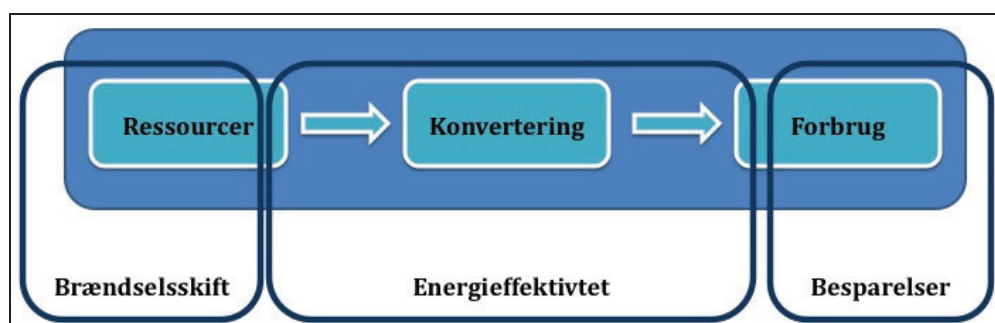 Ressourcer
Konvertering
Forbrug
Brændselsskift
Energieffektivtet
Besparelser